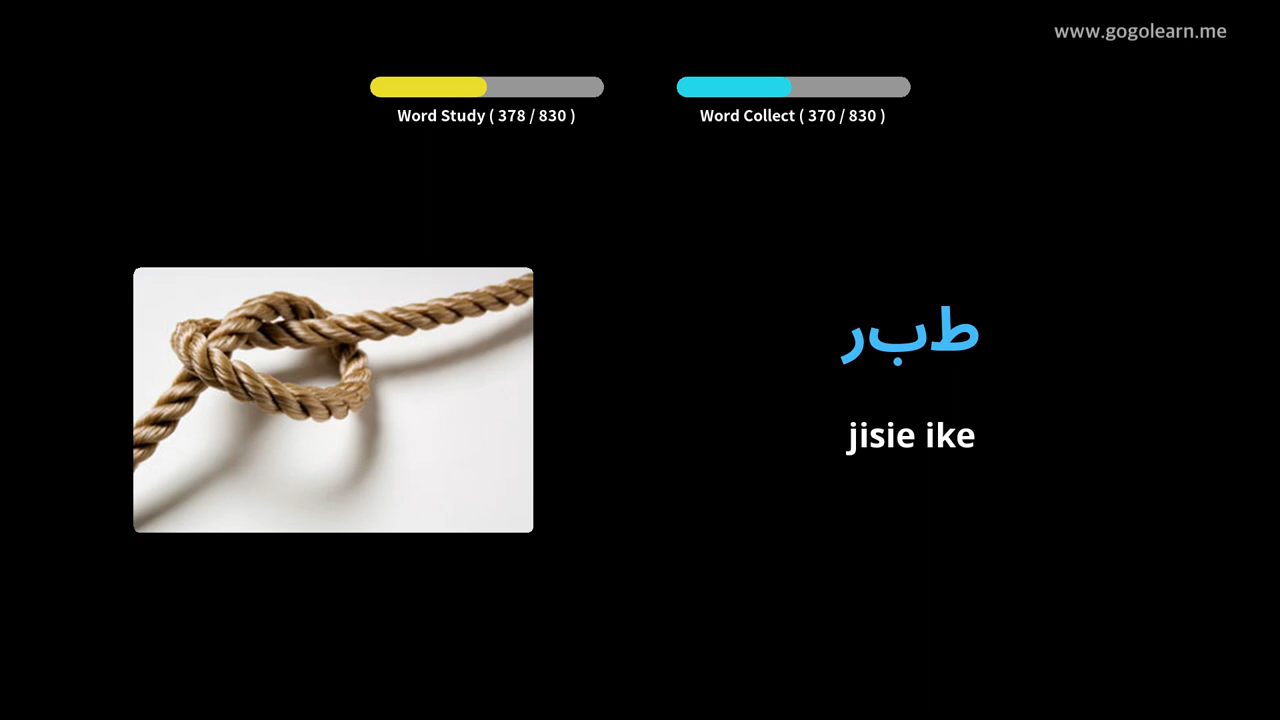 www.gogolearn.me
Word Study ( 378 / 830 )
Word Collect ( 370 / 830 )
طبر
jisie ike